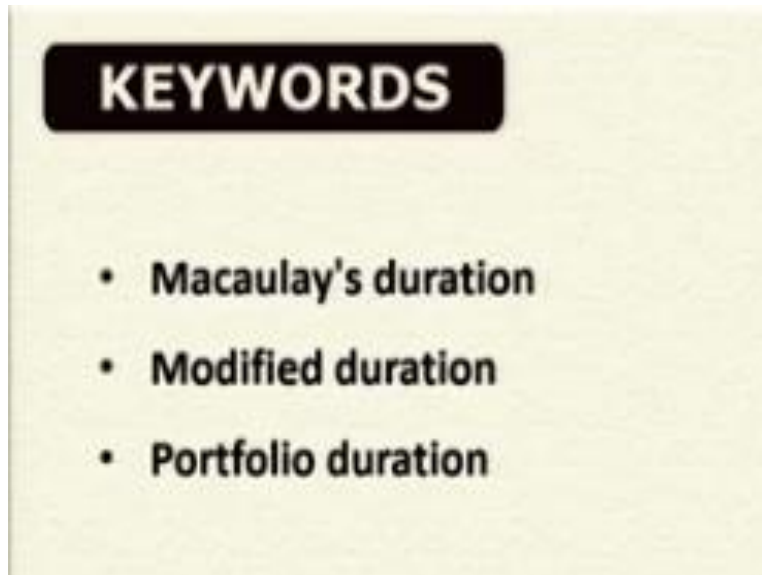 KEYWORDS
• Macaulay's duration
• Modified duration
• Portfolio duration